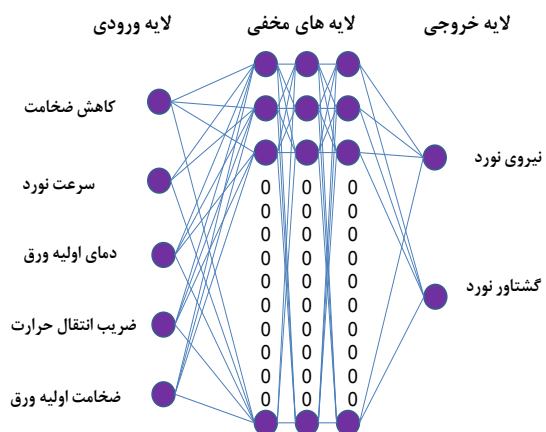 لایه ورودی
لایه های مخفی
لایه خروجی
کاهش ضخامت
سرعت نورد
دمای اولیه ورق
ضریب انتقال حرارت
ضخامت اولیه ورق
نیروی نورد
گشتاور نورد
0 0 0
0 0 0
0 0 0
0 0 0
0 0 0
0 0 0
0 0 0
0 0 0
0 0 0
0 0 0